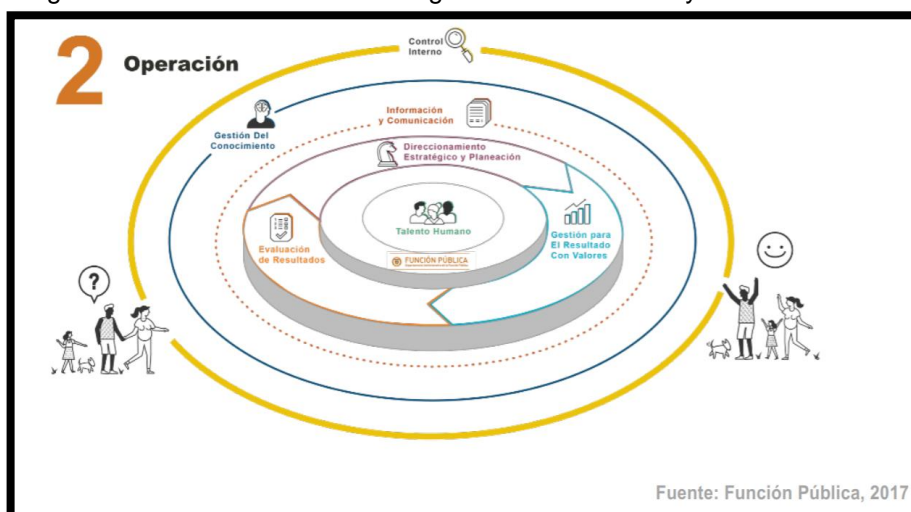 2 Operación
Control
Interno
Información
y Comunicación
Gestión Del
Conocimiento
Direccionamiento
Estratégico y Planeación
Talento Humano
Evaluación
de Resultados
Gestión para
El Resultado
Con Valores
FUNCIÓN PÚBLICA
?
Fuente: Función Pública, 2017